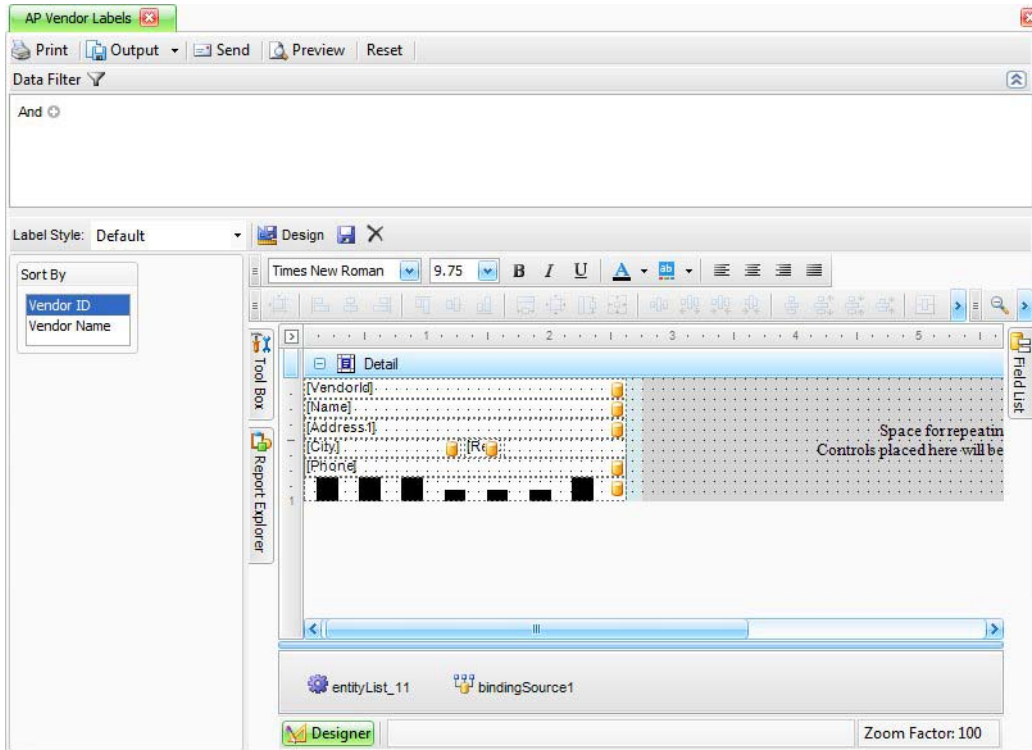 AP Vendor Labels
Print Output Send Preview Reset
Data Filter
And
Label Style: Default Design
Sort By
Vendor ID
Vendor Name
Times New Roman 9.75 B I U A ab
1 2 3 4 5
Tool Box
Report Explorer
Field List
Detail
[VendorId]
[Name]
[Address1]
[City] [Re
[Phone]
1
Space for repeatin
Controls placed here will be
entityList_11 bindingSource1
Designer Zoom Factor: 100